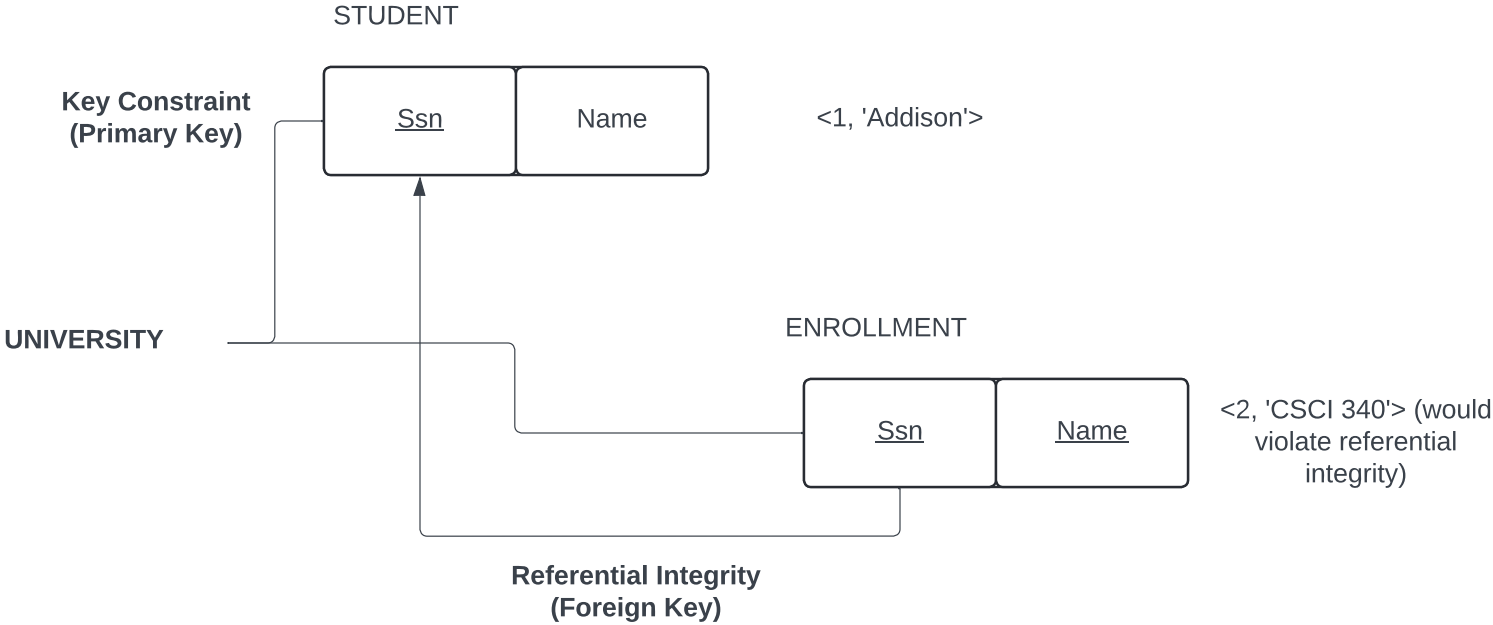 STUDENT
Key Constraint
(Primary Key)
Ssn
Name
<1, 'Addison'>
UNIVERSITY
ENROLLMENT
Ssn
Name
<2, 'CSCI 340'> (would
violate referential
integrity)
Referential Integrity
(Foreign Key)